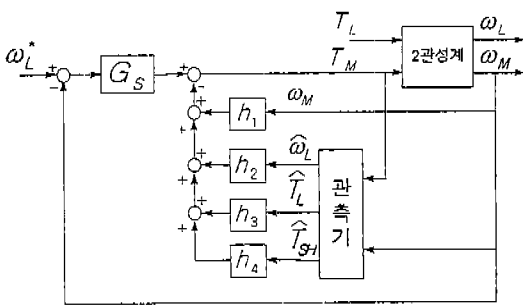 T_L
ω_L
ω_L^*
+
-
G_S
+
-
T_M
2관성계
ω_M
+
+
h_1
ω_M
+
+
h_2
ω̂_L
+
+
h_3
T̂_L
h_4
T̂_SH
관측기